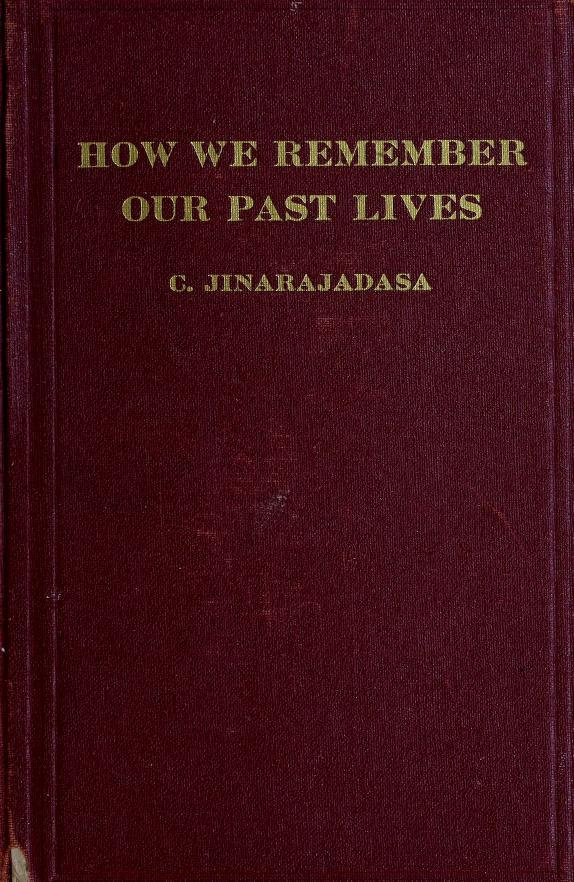 HOW WE REMEMBER
OUR PAST LIVES
C. JINARAJADASA